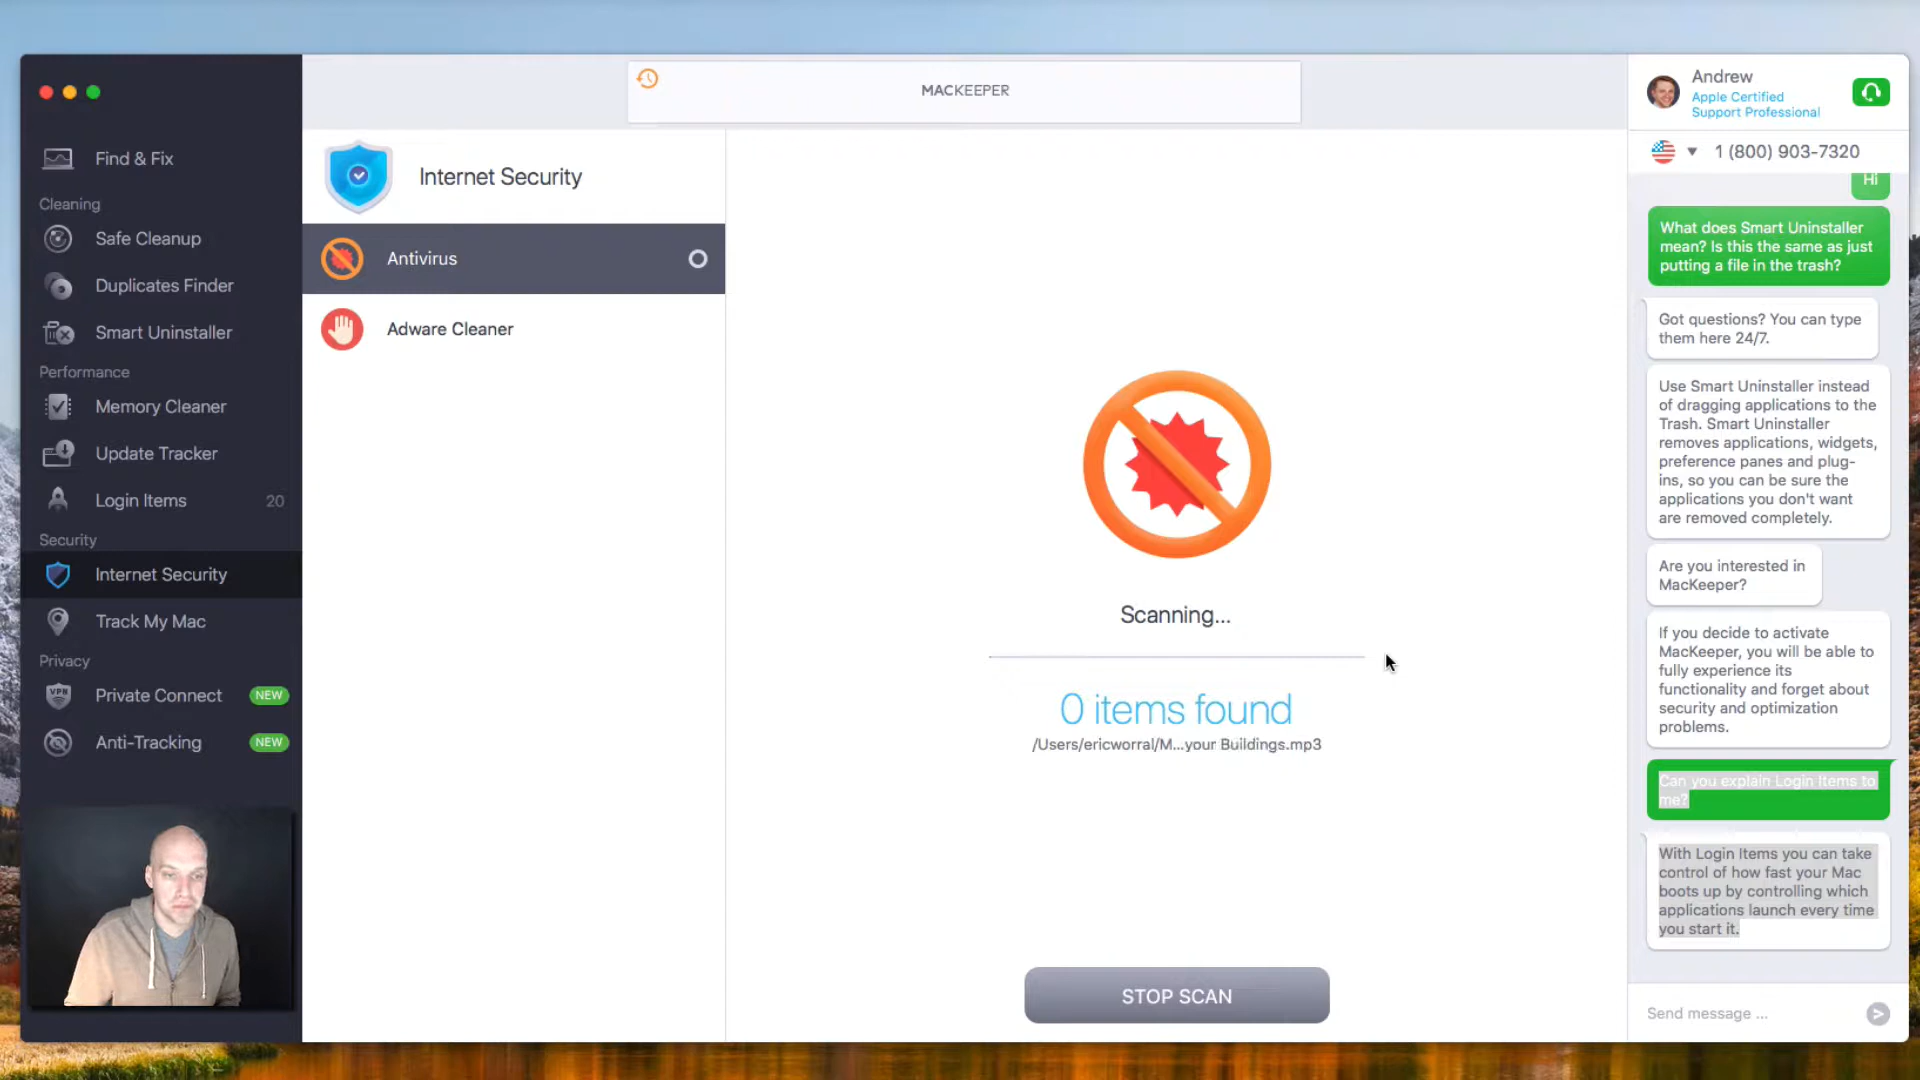 MACKEEPER
Find & Fix
Cleaning
Safe Cleanup
Duplicates Finder
Smart Uninstaller
Performance
Memory Cleaner
Update Tracker
Login Items 20
Security
Internet Security
Track My Mac
Privacy
VPN Private Connect NEW
Anti-Tracking NEW
Internet Security
Antivirus
Adware Cleaner
Scanning...
0 items found
/Users/ericworral/M...your Buildings.mp3
STOP SCAN
Andrew
Apple Certified
Support Professional
1 (800) 903-7320
Hi
What does Smart Uninstaller
mean? Is this the same as just
putting a file in the trash?
Got questions? You can type
them here 24/7.
Use Smart Uninstaller instead
of dragging applications to the
Trash. Smart Uninstaller
removes applications, widgets,
preference panes and plug-
ins, so you can be sure the
applications you don't want
are removed completely.
Are you interested in
MacKeeper?
If you decide to activate
MacKeeper, you will be able to
fully experience its
functionality and forget about
security and optimization
problems.
Can you explain Login Items to
me?
With Login Items you can take
control of how fast your Mac
boots up by controlling which
applications launch every time
you start it.
Send message ...